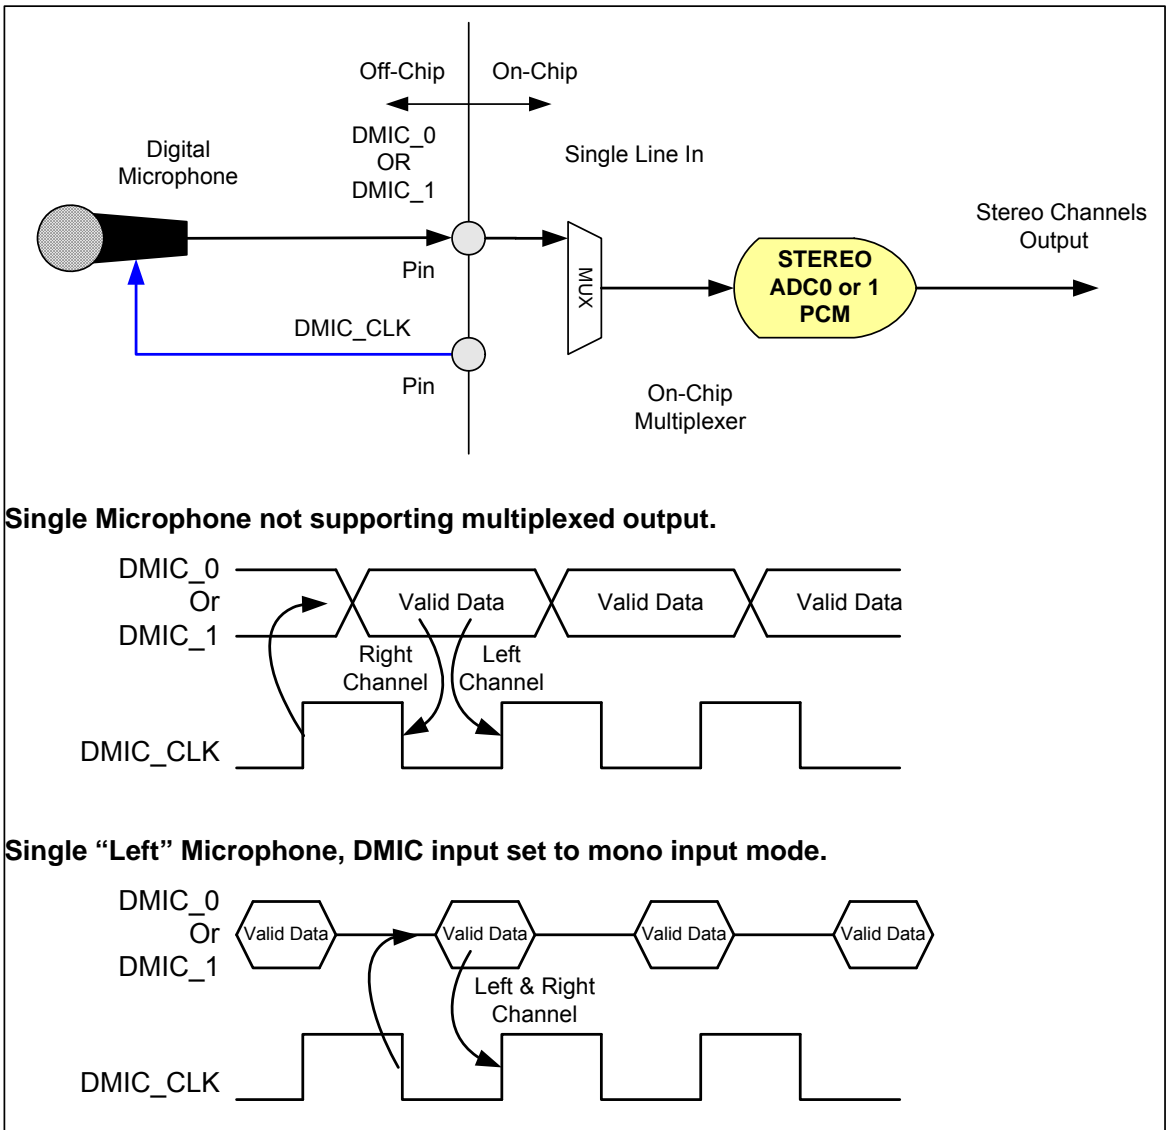 Off-Chip
On-Chip
DMIC_0
OR
DMIC_1
Digital
Microphone
Single Line In
Stereo Channels
Output
Pin
MUX
STEREO
ADC0 or 1
PCM
DMIC_CLK
Pin
On-Chip
Multiplexer
Single Microphone not supporting multiplexed output.
DMIC_0
Or
DMIC_1
Valid Data
Valid Data
Valid Data
Right
Channel
Left
Channel
DMIC_CLK
Single “Left” Microphone, DMIC input set to mono input mode.
DMIC_0
Or
DMIC_1
Valid Data
Valid Data
Valid Data
Valid Data
Left & Right
Channel
DMIC_CLK